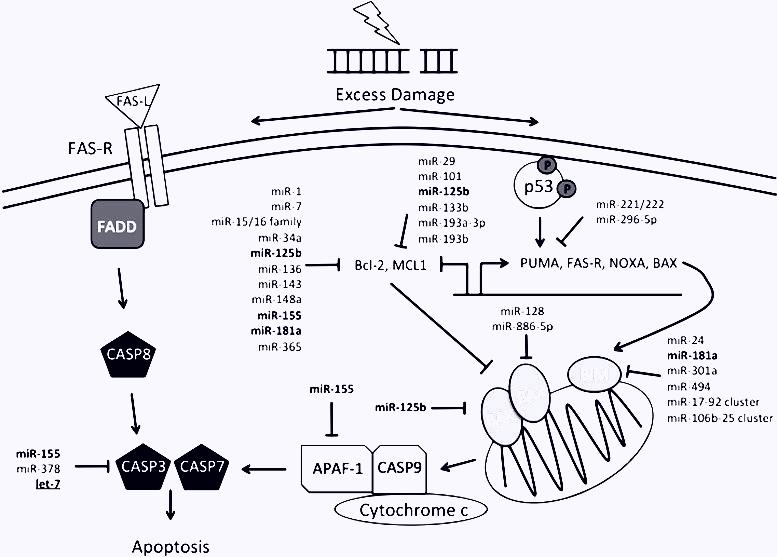 Excess Damage
FAS-L
FAS-R
FADD
CASP8
miR-1
miR-7
miR-15/16 family
miR-34a
miR-125b
miR-136
miR-143
miR-148a
miR-155
miR-181a
miR-365
miR-29
miR-101
miR-125b
miR-133b
miR-193a-3p
miR-193b
Bcl-2, MCL1
P
p53
P
miR-221/222
miR-296-5p
PUMA, FAS-R, NOXA, BAX
miR-128
miR-886-5p
miR-24
miR-181a
miR-301a
miR-494
miR-17-92 cluster
miR-106b-25 cluster
miR-155
miR-125b
miR-155
miR-378
let-7
CASP3
CASP7
APAF-1
CASP9
Cytochrome c
Apoptosis